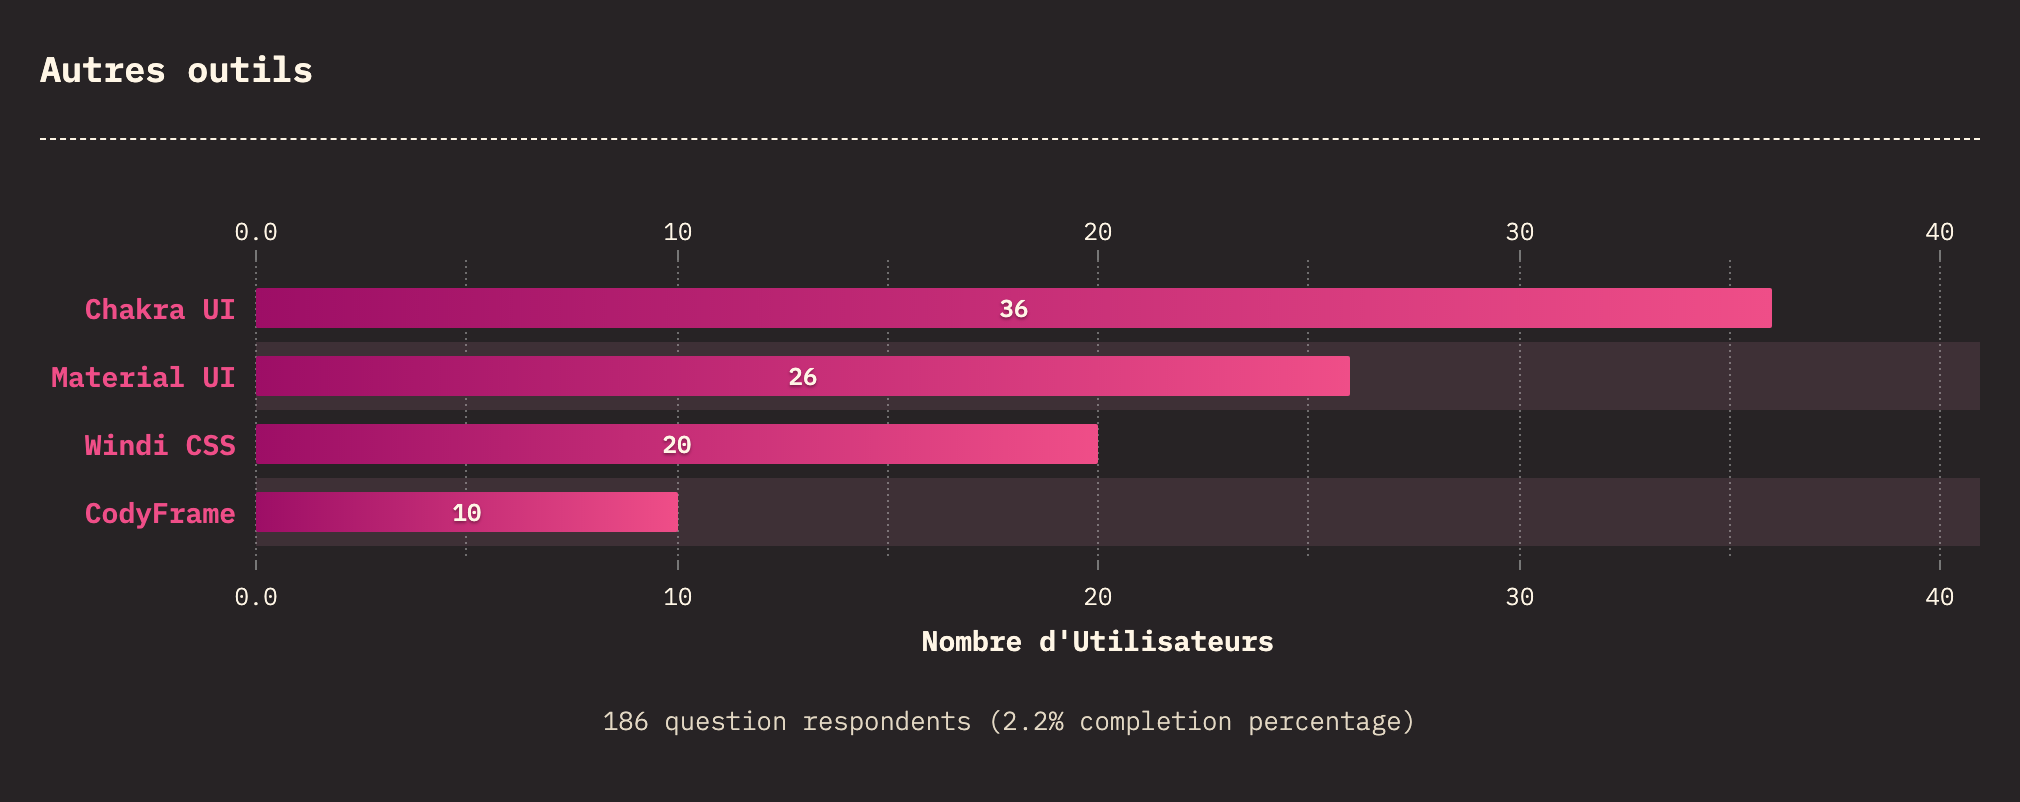 Autres outils
0.0 10 20 30 40
Chakra UI 36
Material UI 26
Windi CSS 20
CodyFrame 10
0.0 10 20 30 40
Nombre d'Utilisateurs
186 question respondents (2.2% completion percentage)